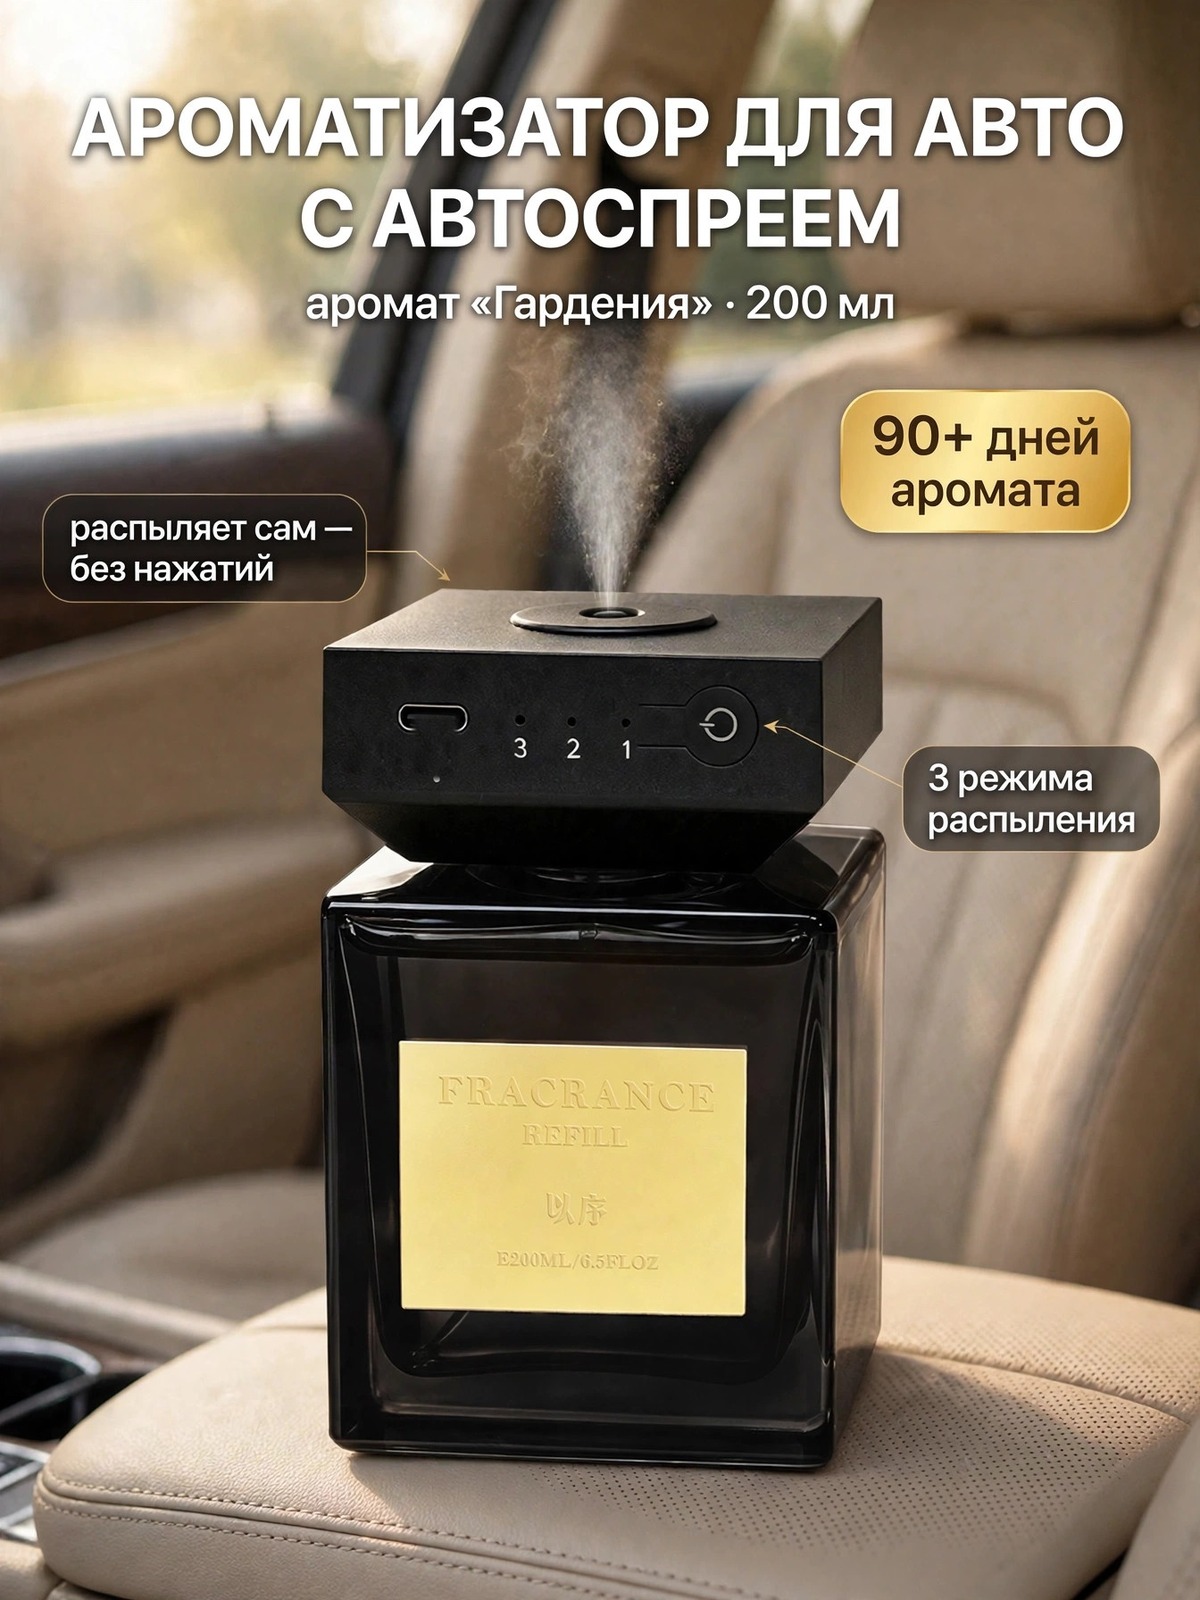 АРОМАТИЗАТОР ДЛЯ АВТО
С АВТОСПРЕЕМ
аромат «Гардения» · 200 мл
90+ дней
аромата
распыляет сам —
без нажатий
3 2 1
3 режима
распыления
FRACRANCE
REFILL
以序
E200ML/6.5FLOZ